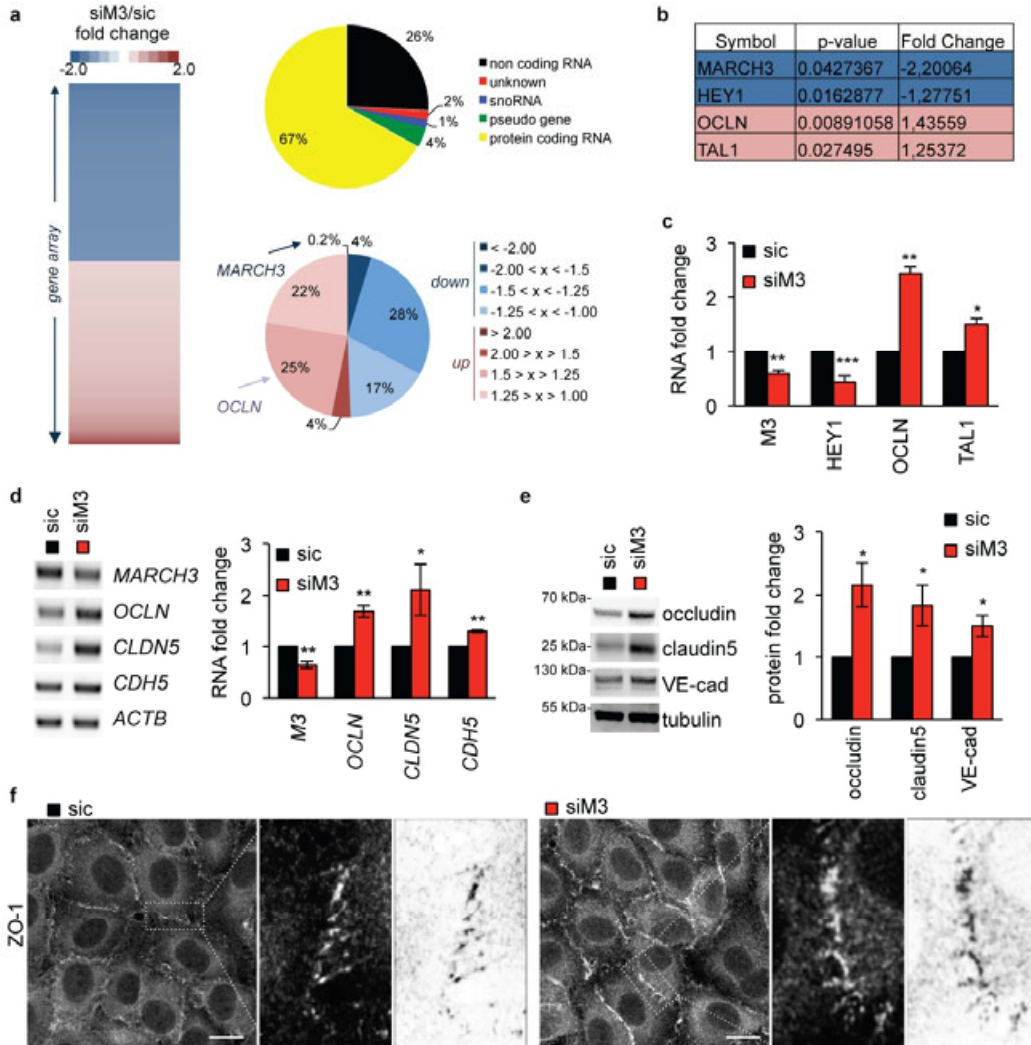 a
siM3/sic
fold change
-2.0 2.0
gene array
26%
2%
1%
4%
67%
non coding RNA
unknown
snoRNA
pseudo gene
protein coding RNA
MARCH3
OCLN
0.2%
4%
28%
17%
4%
25%
22%
down
< -2.00
-2.00 < x < -1.5
-1.5 < x < -1.25
-1.25 < x < -1.00
up
> 2.00
2.00 > x > 1.5
1.5 > x > 1.25
1.25 > x > 1.00
b
Symbol p-value Fold Change
MARCH3 0.0427367 -2,20064
HEY1 0.0162877 -1,27751
OCLN 0.00891058 1,43559
TAL1 0.027495 1,25372
c
RNA fold change
3
2
1
0
sic
siM3
**
***
**
*
M3
HEY1
OCLN
TAL1
d
sic
siM3
MARCH3
OCLN
CLDN5
CDH5
ACTB
RNA fold change
3
2
1
0
sic
siM3
**
**
*
**
M3
OCLN
CLDN5
CDH5
e
sic
siM3
70 kDa-
occludin
25 kDa-
claudin5
130 kDa-
VE-cad
55 kDa-
tubulin
protein fold change
3
2
1
0
sic
siM3
*
*
*
occludin
claudin5
VE-cad
f
sic
siM3
ZO-1